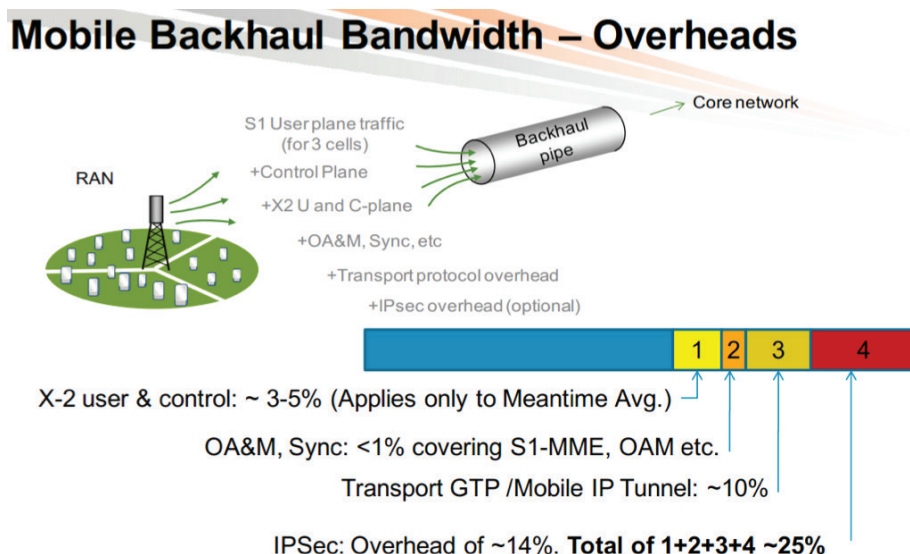 Mobile Backhaul Bandwidth – Overheads
Core network
S1 User plane traffic
(for 3 cells)
Backhaul
pipe
RAN
+Control Plane
+X2 U and C-plane
+OA&M, Sync, etc
+Transport protocol overhead
+IPsec overhead (optional)
1 2 3 4
X-2 user & control: ~ 3-5% (Applies only to Meantime Avg.)
OA&M, Sync: <1% covering S1-MME, OAM etc.
Transport GTP /Mobile IP Tunnel: ~10%
IPSec: Overhead of ~14%. Total of 1+2+3+4 ~25%